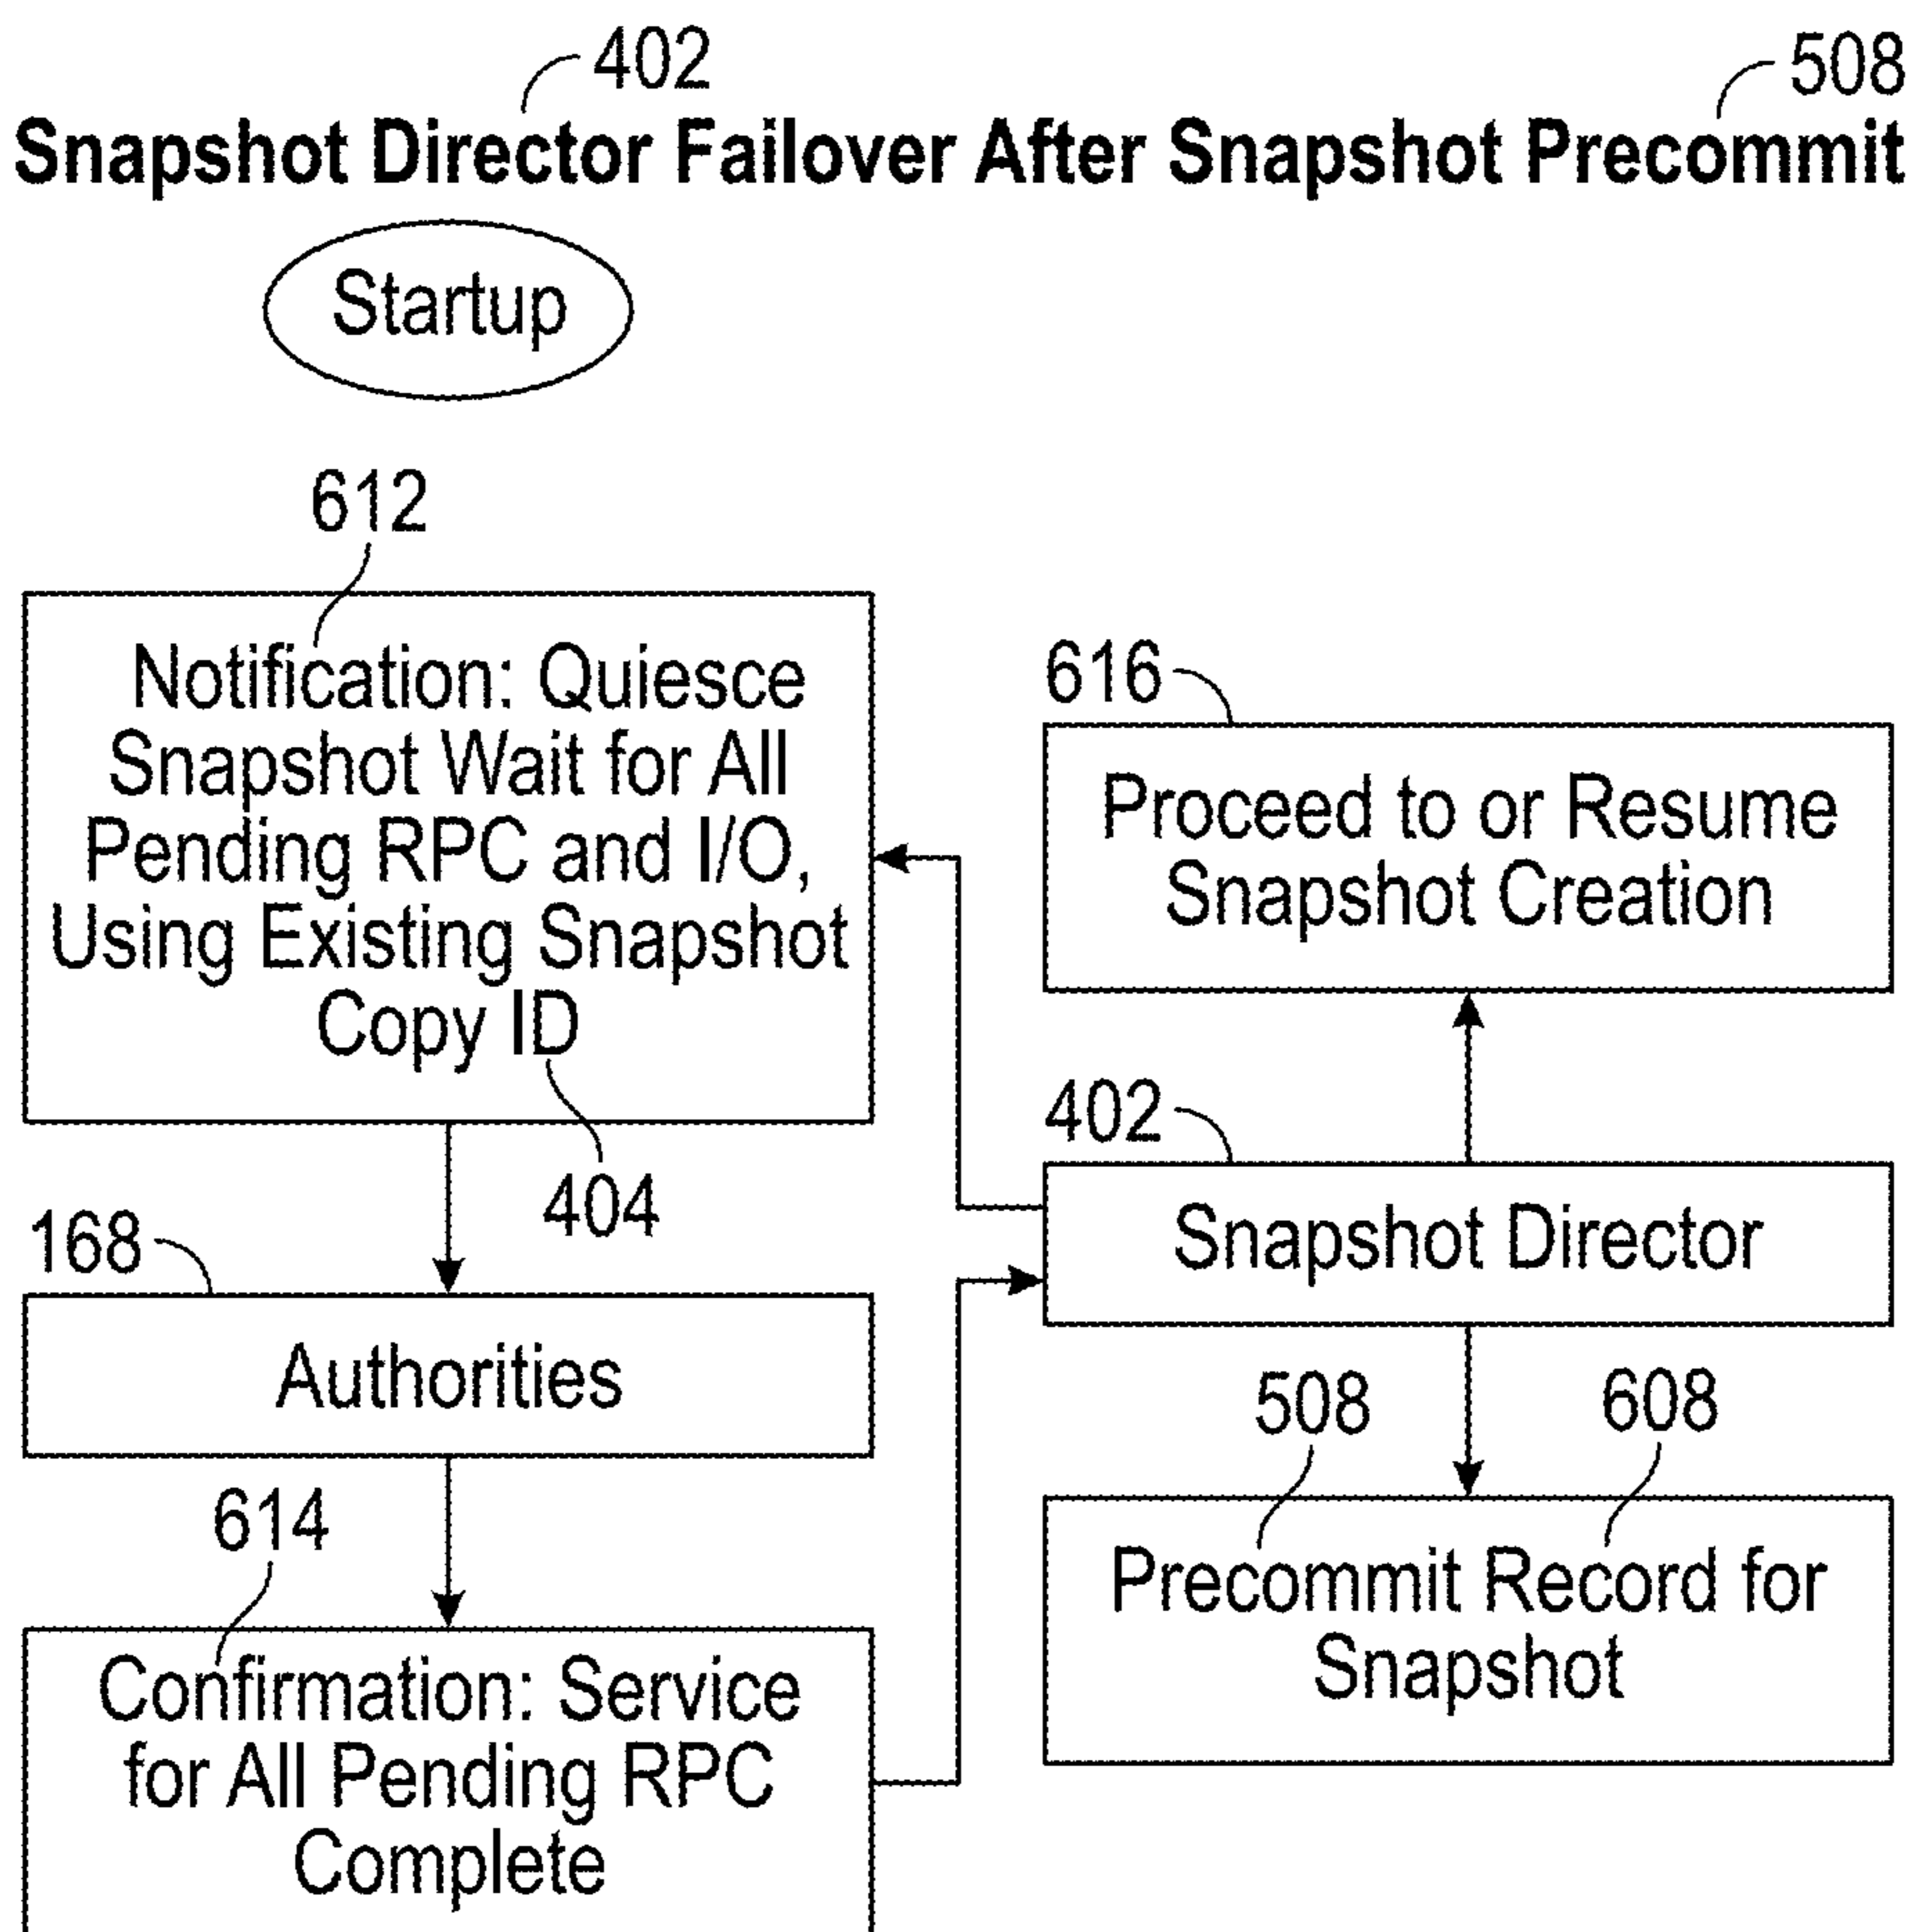 402
508
Snapshot Director Failover After Snapshot Precommit
Startup
612
Notification: Quiesce
Snapshot Wait for All
Pending RPC and I/O,
Using Existing Snapshot
Copy ID
404
616
Proceed to or Resume
Snapshot Creation
402
Snapshot Director
168
Authorities
508
608
Precommit Record for
Snapshot
614
Confirmation: Service
for All Pending RPC
Complete